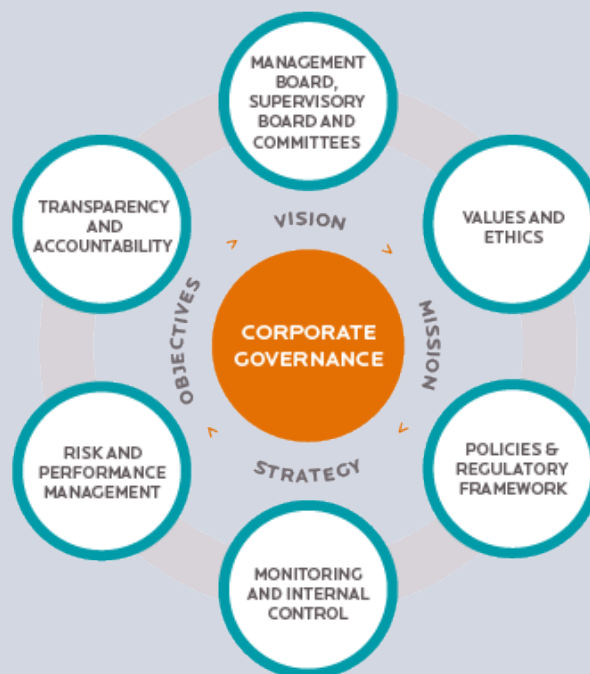 MANAGEMENT
BOARD,
SUPERVISORY
BOARD AND
COMMITTEES
TRANSPARENCY
AND
ACCOUNTABILITY
VALUES AND
ETHICS
VISION
MISSION
STRATEGY
OBJECTIVES
CORPORATE
GOVERNANCE
RISK AND
PERFORMANCE
MANAGEMENT
POLICIES &
REGULATORY
FRAMEWORK
MONITORING
AND INTERNAL
CONTROL